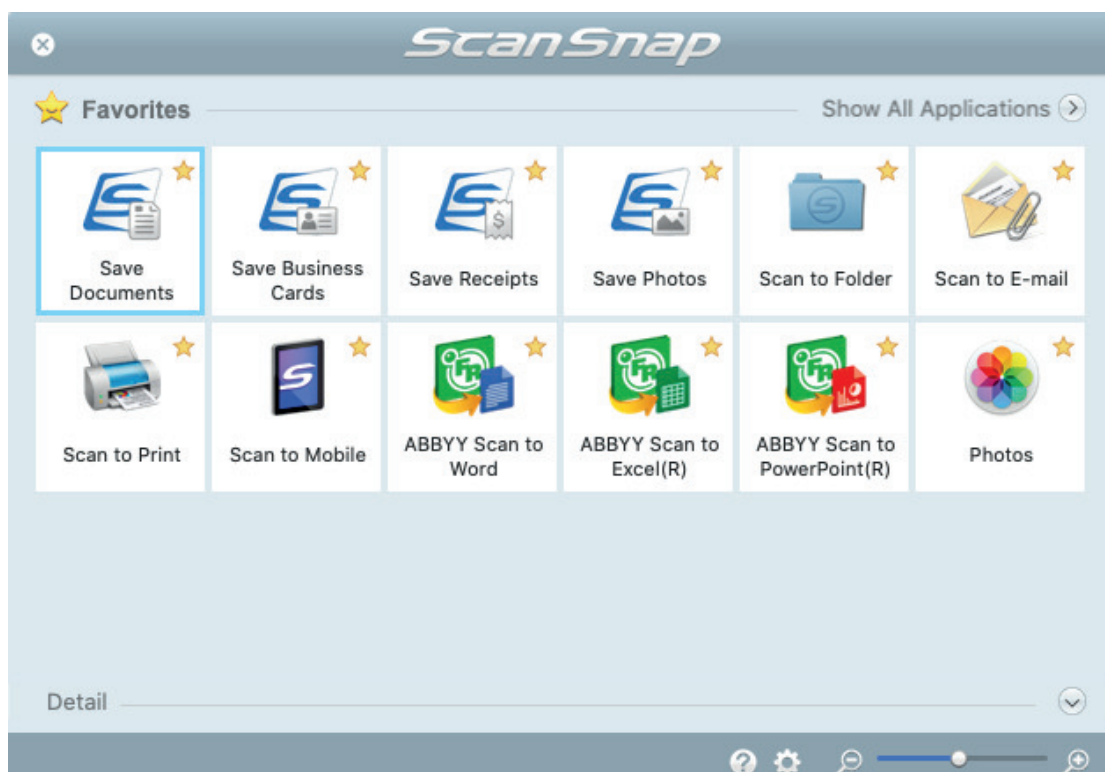 ScanSnap
Favorites
Show All Applications
Save
Documents
Save Business
Cards
Save Receipts
Save Photos
Scan to Folder
Scan to E-mail
Scan to Print
Scan to Mobile
ABBYY Scan to
Word
ABBYY Scan to
Excel(R)
ABBYY Scan to
PowerPoint(R)
Photos
Detail